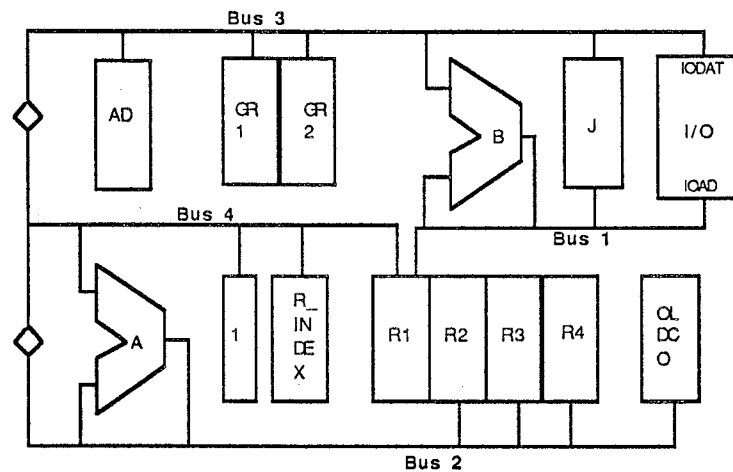 Bus 3
AD
GR
1
GR
2
B
J
IODAT
I/O
IOAD
Bus 4
Bus 1
A
1
R_
IN
DEX
R1
R2
R3
R4
OL
DC
O
Bus 2